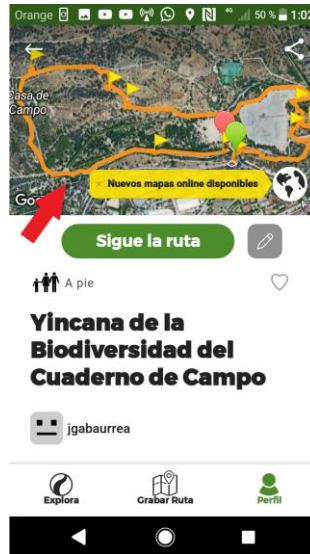 Orange 50 % 1:02
Casa de
Campo
Nuevos mapas online disponibles
Goo
Sigue la ruta
A pie
Yincana de la
Biodiversidad del
Cuaderno de Campo
jgabaurrea
Explora Grabar Ruta Perfil